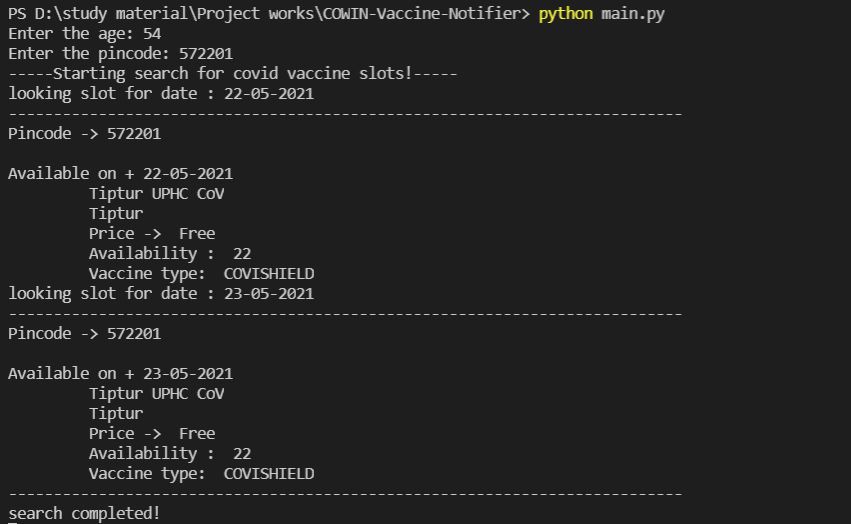 PS D:\study material\Project works\COWIN-Vaccine-Notifier> python main.py
Enter the age: 54
Enter the pincode: 572201
-----Starting search for covid vaccine slots!-----
looking slot for date : 22-05-2021
---------------------------------------------------------------------------
Pincode -> 572201
Available on + 22-05-2021
Tiptur UPHC CoV
Tiptur
Price -> Free
Availability : 22
Vaccine type: COVISHIELD
looking slot for date : 23-05-2021
---------------------------------------------------------------------------
Pincode -> 572201
Available on + 23-05-2021
Tiptur UPHC CoV
Tiptur
Price -> Free
Availability : 22
Vaccine type: COVISHIELD
---------------------------------------------------------------------------
search completed!